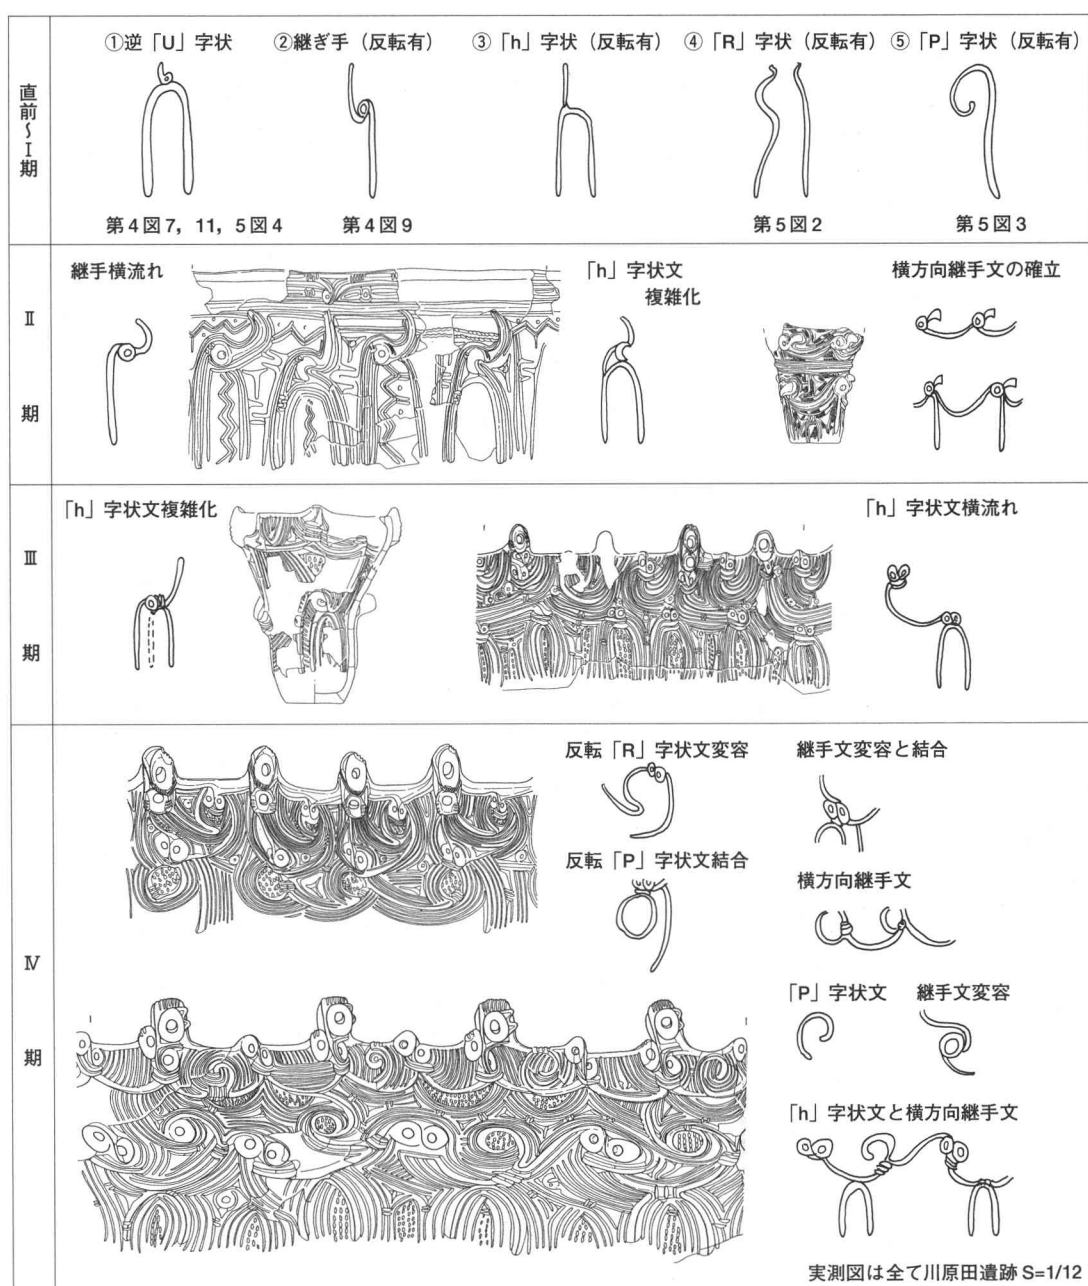 直前〜Ⅰ期
①逆「U」字状 ②継ぎ手（反転有） ③「h」字状（反転有） ④「R」字状（反転有） ⑤「P」字状（反転有）
第4図7，11，5図4 第4図9 第5図2 第5図3
Ⅱ期
継手横流れ
「h」字状文
複雑化
横方向継手文の確立
Ⅲ期
「h」字状文複雑化
「h」字状文横流れ
Ⅳ期
反転「R」字状文変容
継手文変容と結合
反転「P」字状文結合
横方向継手文
「P」字状文 継手文変容
「h」字状文と横方向継手文
実測図は全て川原田遺跡 S=1/12